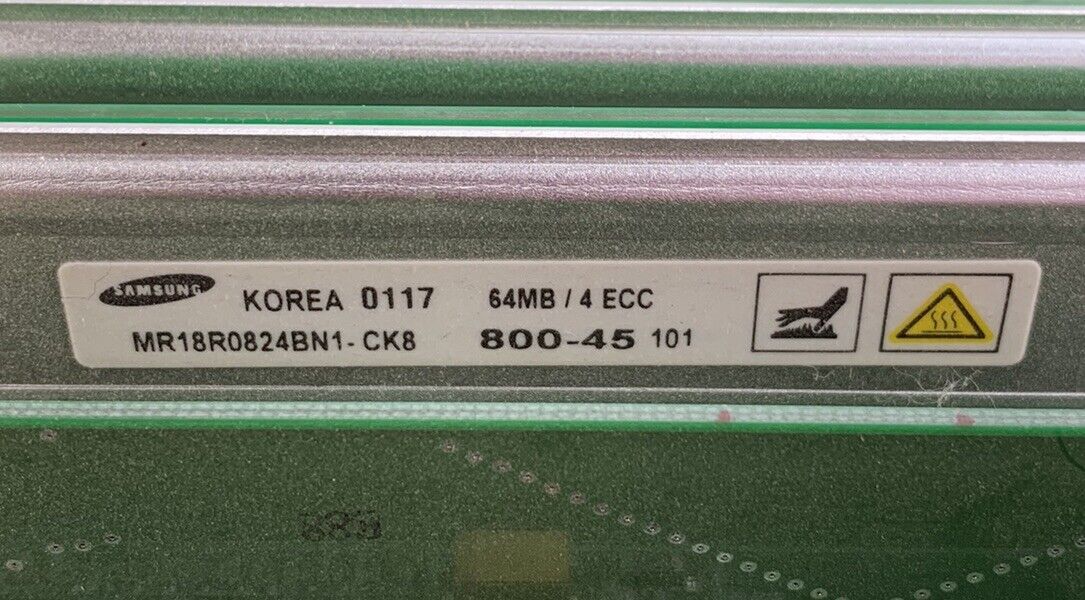 SAMSUNG KOREA 0117 64MB / 4 ECC
MR18R0824BN1-CK8 800-45 101